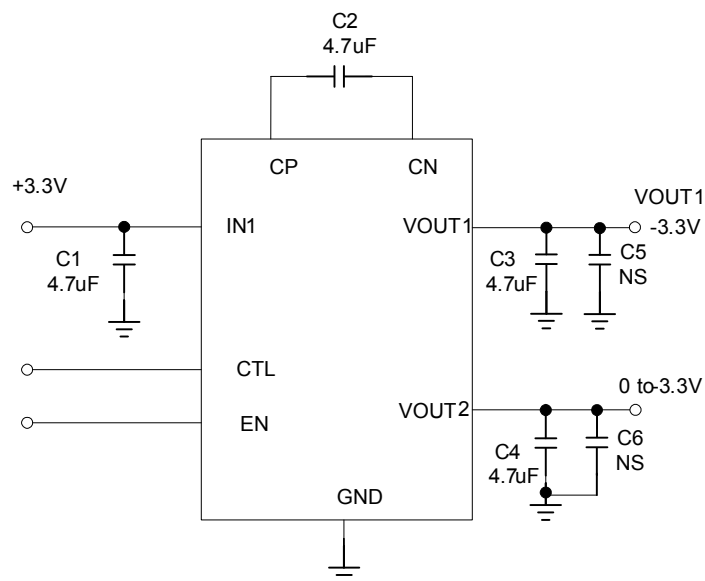 C2
4.7uF
CP
CN
+3.3V
IN1
C1
4.7uF
VOUT1
VOUT1
-3.3V
C3
4.7uF
C5
NS
CTL
EN
VOUT2
0 to-3.3V
C4
4.7uF
C6
NS
GND